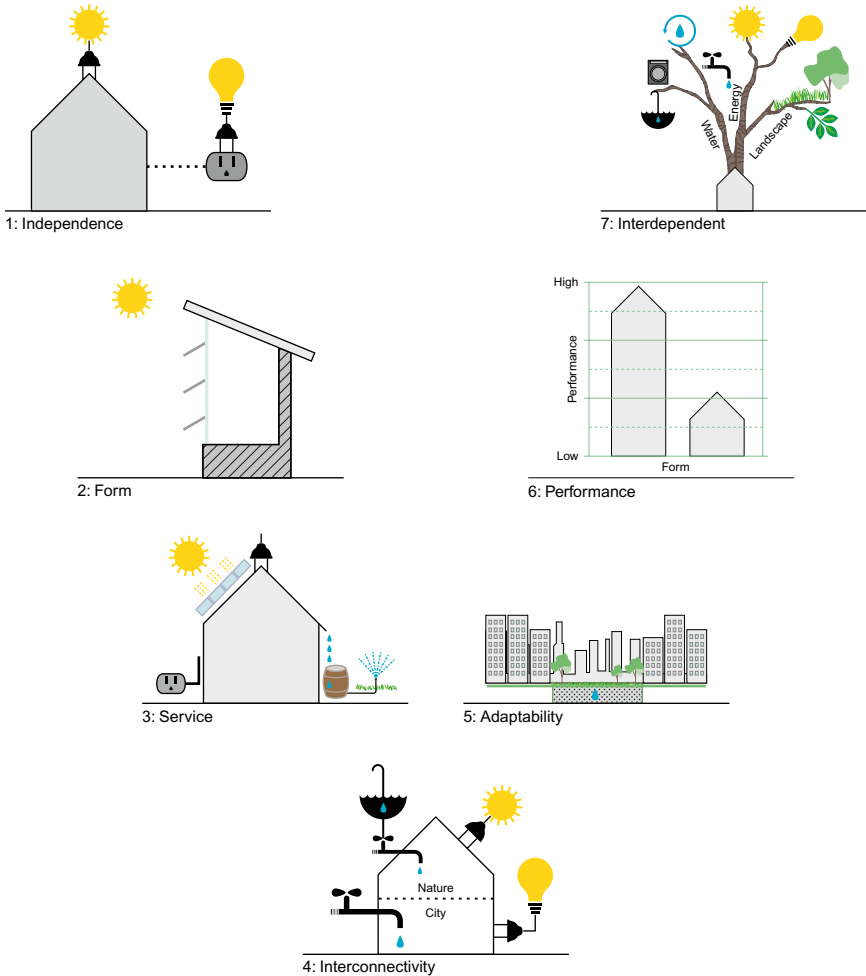 Water
Energy
Landscape
1: Independence
7: Interdependent
High
Performance
Low
Form
2: Form
6: Performance
3: Service
5: Adaptability
Nature
City
4: Interconnectivity